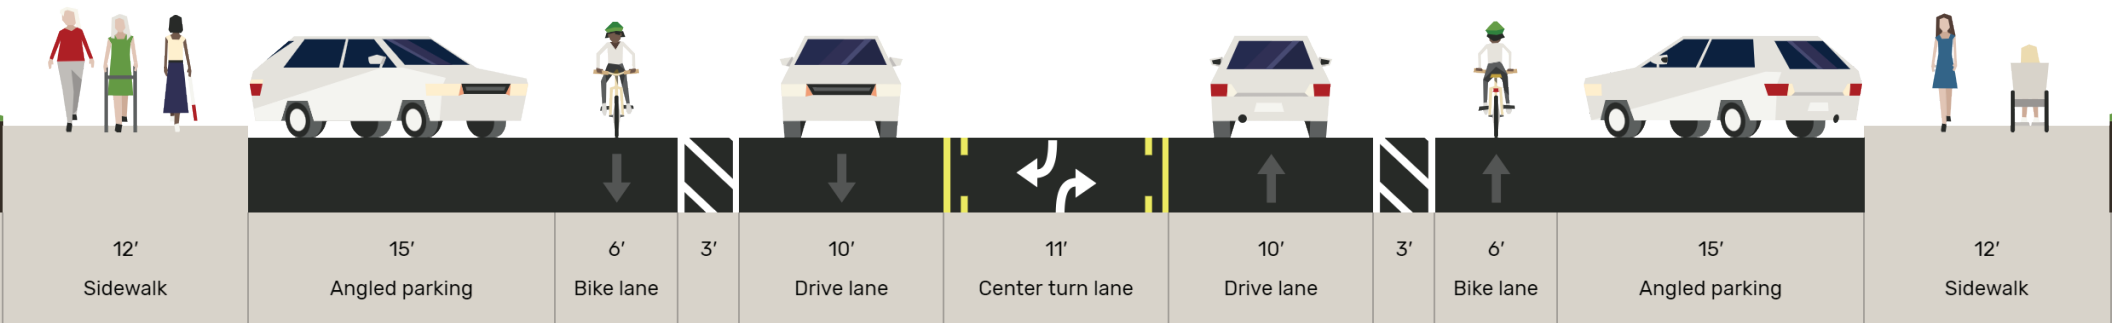 12′ 15′ 6′ 3′ 10′ 11′ 10′ 3′ 6′ 15′ 12′
Sidewalk Angled parking Bike lane Drive lane Center turn lane Drive lane Bike lane Angled parking Sidewalk